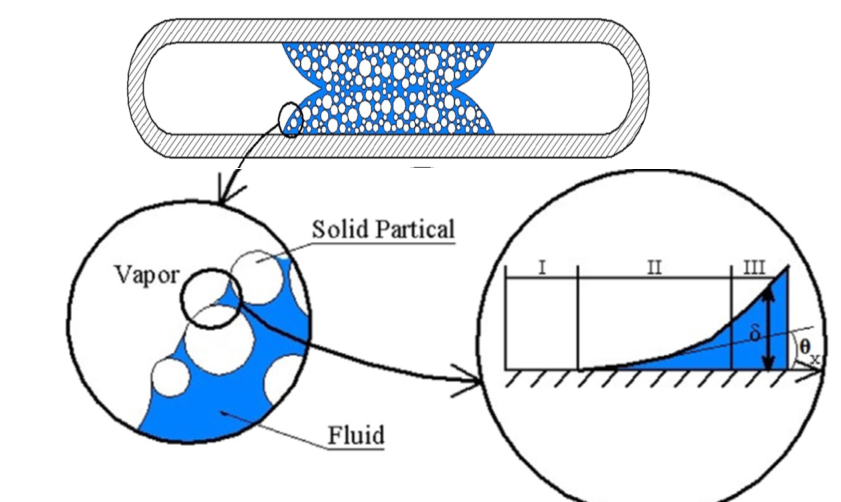 Solid Partical
Vapor
Fluid
I II III
δ
θ
x